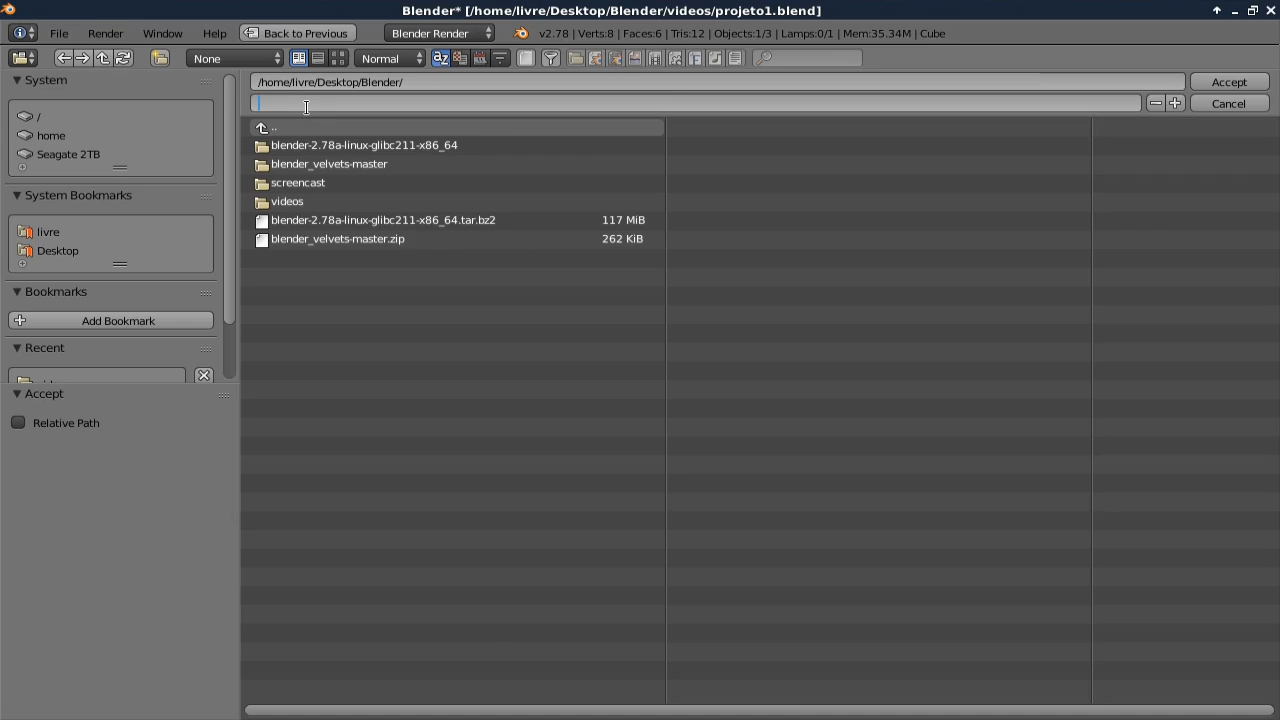 Blender* [/home/livre/Desktop/Blender/videos/projeto1.blend]
File Render Window Help Back to Previous Blender Render v2.78 | Verts:8 | Faces:6 | Tris:12 | Objects:1/3 | Lamps:0/1 | Mem:35.34M | Cube
None Normal
System
/
home
Seagate 2TB
System Bookmarks
livre
Desktop
Bookmarks
Add Bookmark
Recent
Accept
Relative Path
/home/livre/Desktop/Blender/ Accept
Cancel
..
blender-2.78a-linux-glibc211-x86_64
blender_velvets-master
screencast
videos
blender-2.78a-linux-glibc211-x86_64.tar.bz2 117 MiB
blender_velvets-master.zip 262 KiB